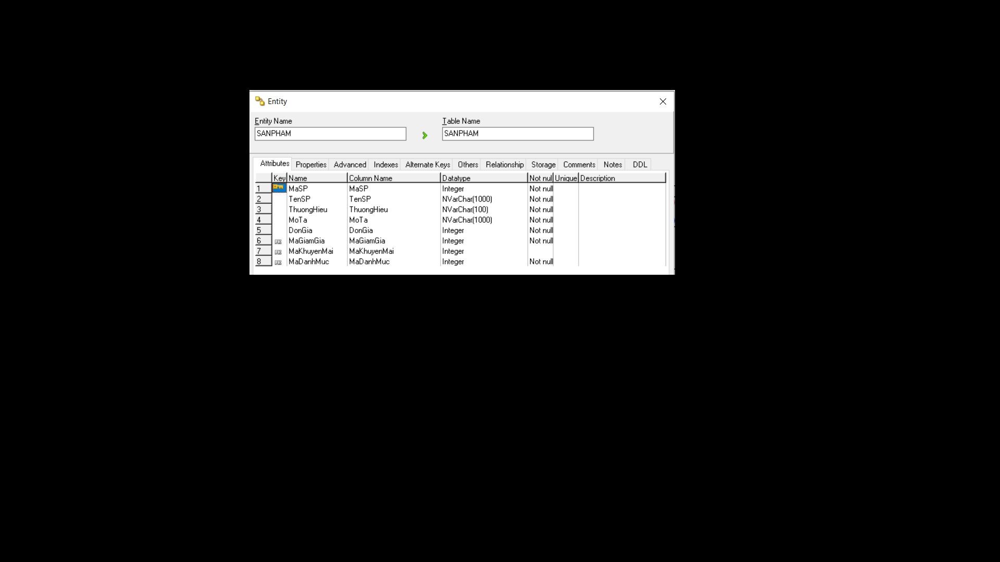 Entity
Entity Name Table Name
SANPHAM SANPHAM
Attributes Properties Advanced Indexes Alternate Keys Others Relationship Storage Comments Notes DDL
Key Name Column Name Datatype Not nul Unique Description
1 MaSP MaSP Integer Not null
2 TenSP TenSP NVarChar(1000) Not null
3 ThuongHieu ThuongHieu NVarChar(100) Not null
4 MoTa MoTa NVarChar(1000) Not null
5 DonGia DonGia Integer Not null
6 FK MaGiamGia MaGiamGia Integer Not null
7 FK MaKhuyenMai MaKhuyenMai Integer
8 FK MaDanhMuc MaDanhMuc Integer Not null